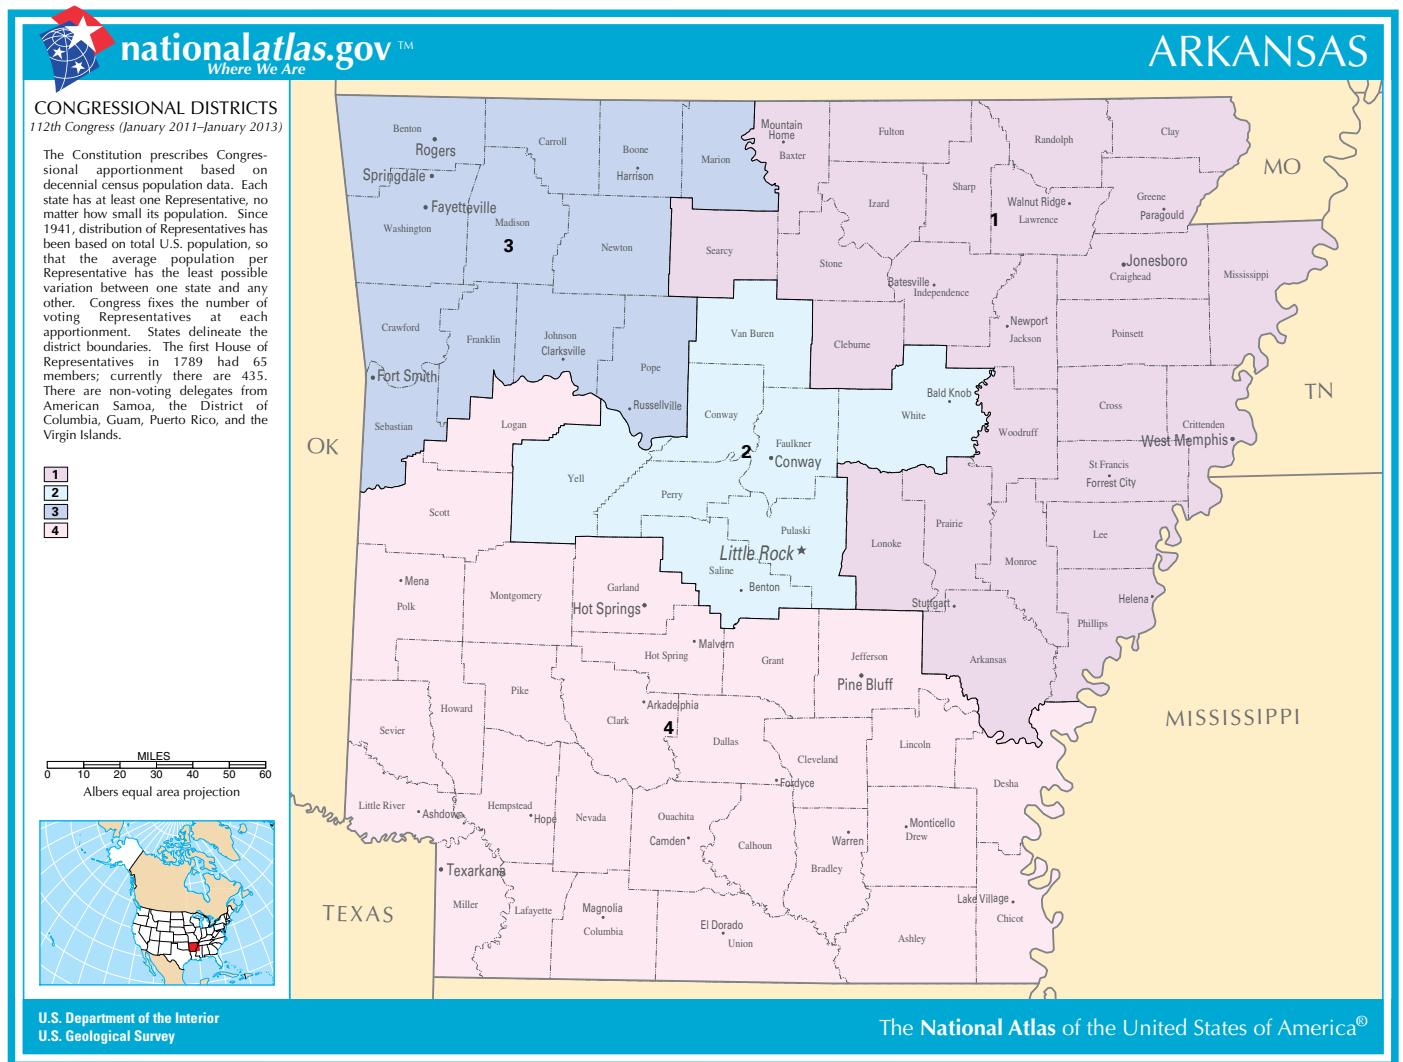 nationalatlas.gov TM
Where We Are
ARKANSAS
CONGRESSIONAL DISTRICTS
112th Congress (January 2011–January 2013)
The Constitution prescribes Congres-
sional apportionment based on
decennial census population data. Each
state has at least one Representative, no
matter how small its population. Since
1941, distribution of Representatives has
been based on total U.S. population, so
that the average population per
Representative has the least possible
variation between one state and any
other. Congress fixes the number of
voting Representatives at each
apportionment. States delineate the
district boundaries. The first House of
Representatives in 1789 had 65
members; currently there are 435.
There are non-voting delegates from
American Samoa, the District of
Columbia, Guam, Puerto Rico, and the
Virgin Islands.
1
2
3
4
MILES
0 10 20 30 40 50 60
Albers equal area projection
MO
TN
OK
MISSISSIPPI
TEXAS
Benton
Rogers
Carroll
Boone
Harrison
Marion
Mountain
Home
Baxter
Fulton
Randolph
Clay
Springdale
Fayetteville
Washington
Madison
3
Newton
Searcy
Izard
Sharp
1
Walnut Ridge
Lawrence
Greene
Paragould
Stone
Batesville
Independence
Jonesboro
Craighead
Mississippi
Crawford
Franklin
Johnson
Clarksville
Pope
Van Buren
Cleburne
Newport
Jackson
Poinsett
Fort Smith
Russellville
Sebastian
Logan
Conway
Faulkner
2
Conway
Bald Knob
White
Woodruff
Cross
Crittenden
West Memphis
St Francis
Forrest City
Yell
Perry
Scott
Pulaski
Little Rock
Saline
Benton
Lonoke
Prairie
Monroe
Lee
Mena
Polk
Montgomery
Garland
Hot Springs
Stuttgart
Helena
Phillips
Malvern
Hot Spring
Grant
Jefferson
Pine Bluff
Arkansas
Pike
Howard
Sevier
Clark
Arkadelphia
4
Dallas
Cleveland
Lincoln
Desha
Fordyce
Little River
Ashdown
Hempstead
Hope
Nevada
Ouachita
Camden
Calhoun
Warren
Bradley
Monticello
Drew
Texarkana
Miller
Lafayette
Magnolia
Columbia
El Dorado
Union
Ashley
Lake Village
Chicot
U.S. Department of the Interior
U.S. Geological Survey
The National Atlas of the United States of America®